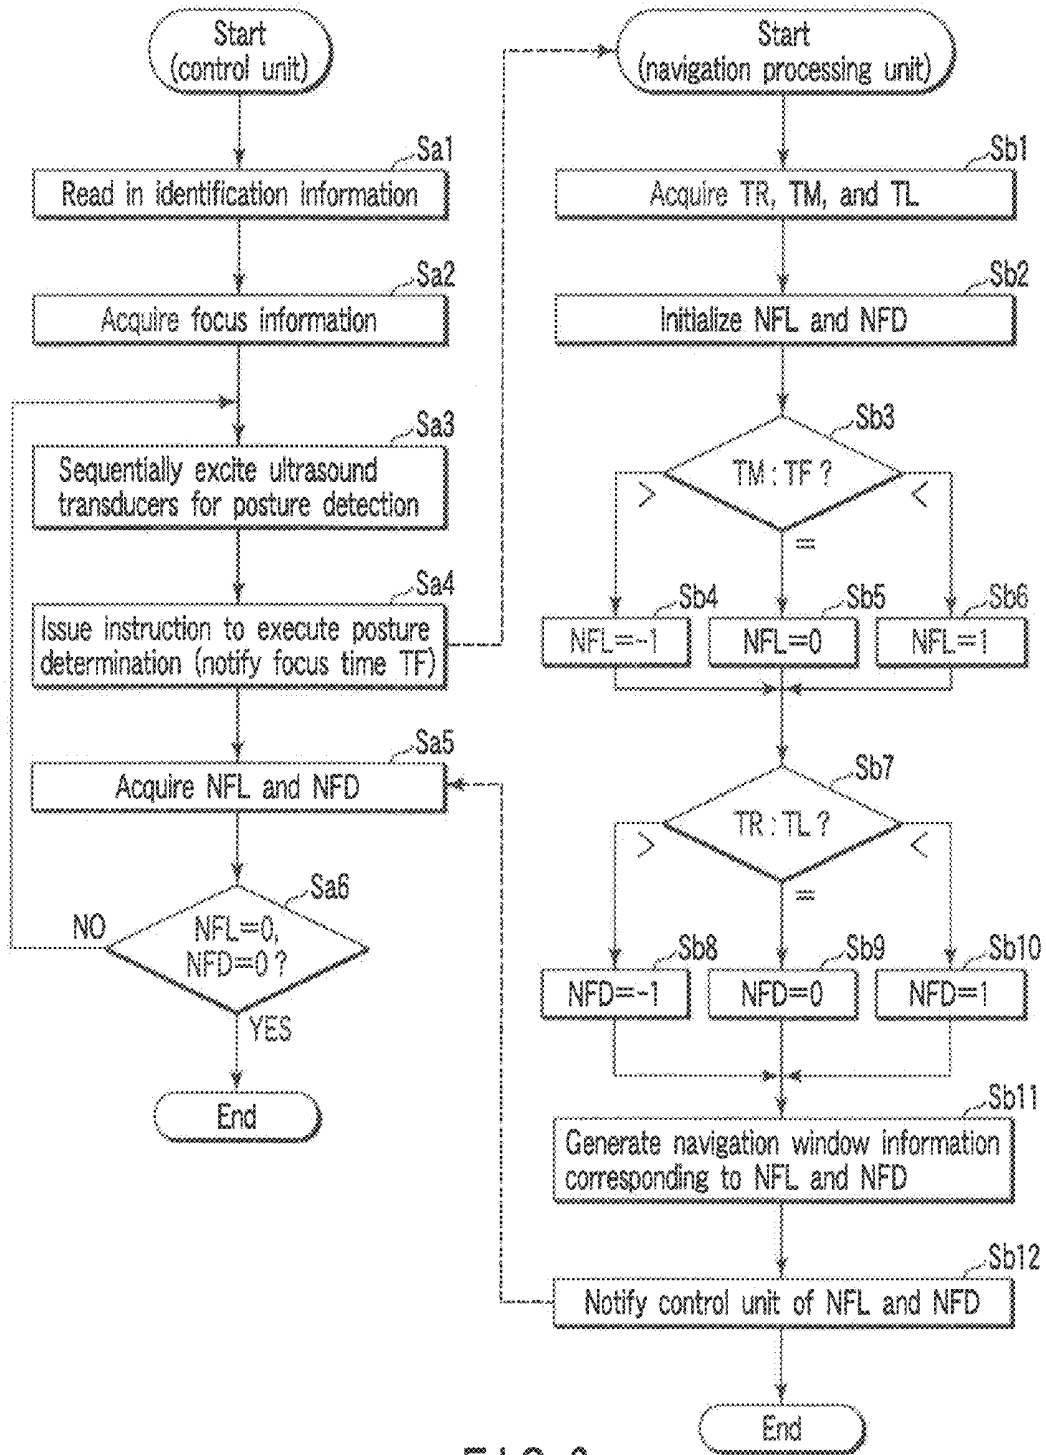 Start
(control unit)
Sa1
Read in identification information
Sa2
Acquire focus information
Sa3
Sequentially excite ultrasound
transducers for posture detection
Sa4
Issue instruction to execute posture
determination (notify focus time TF)
Sa5
Acquire NFL and NFD
Sa6
NFL=0,
NFD=0?
NO
YES
End
Start
(navigation processing unit)
Sb1
Acquire TR, TM, and TL
Sb2
Initialize NFL and NFD
Sb3
TM : TF ?
>
=
<
Sb4
NFL=-1
Sb5
NFL=0
Sb6
NFL=1
Sb7
TR : TL ?
>
=
<
Sb8
NFD=-1
Sb9
NFD=0
Sb10
NFD=1
Sb11
Generate navigation window information
corresponding to NFL and NFD
Sb12
Notify control unit of NFL and NFD
End